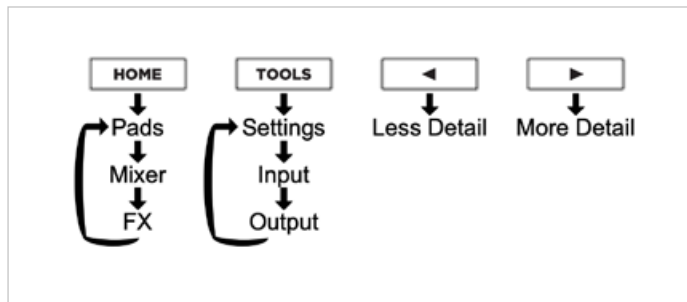 HOME TOOLS ◄ ►
Pads Settings Less Detail More Detail
Mixer Input
FX Output